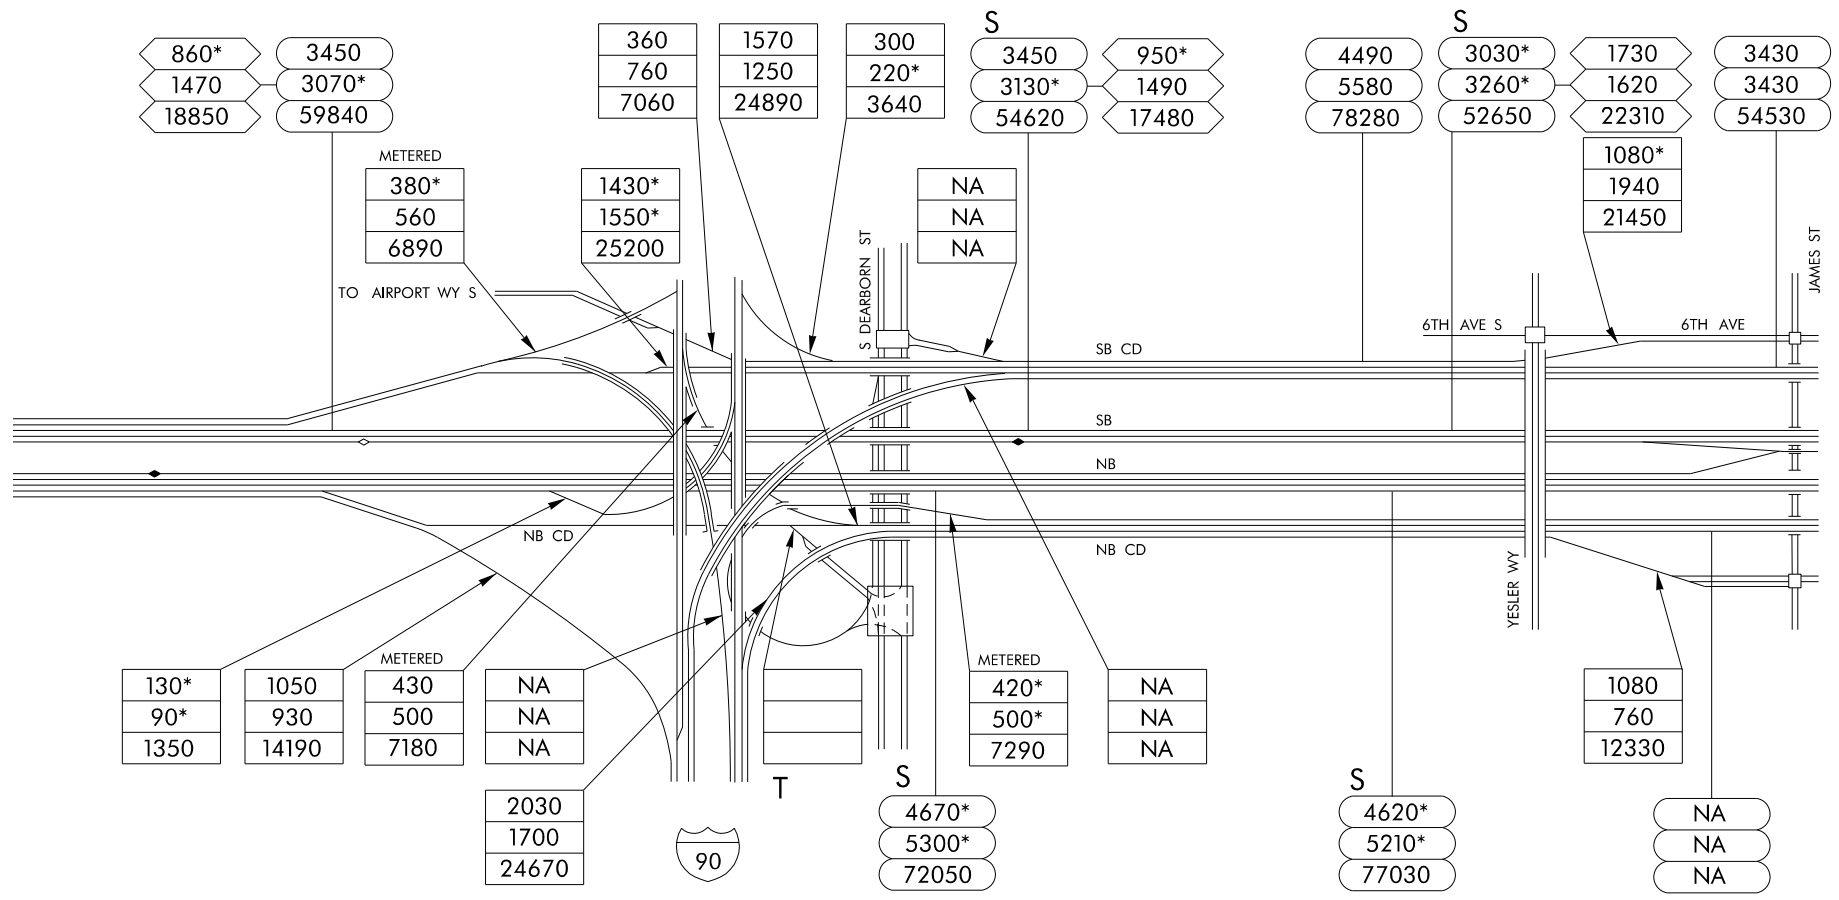 S
S
860*
1470
18850
3450
3070*
59840
360
760
7060
1570
1250
24890
300
220*
3640
3450
3130*
54620
950*
1490
17480
4490
5580
78280
3030*
3260*
52650
1730
1620
22310
3430
3430
54530
METERED
380*
560
6890
1430*
1550*
25200
NA
NA
NA
1080*
1940
21450
TO AIRPORT WY S
S DEARBORN ST
JAMES ST
6TH AVE S
6TH AVE
SB CD
SB
NB
NB CD
NB CD
YESLER WY
130*
90*
1350
1050
930
14190
METERED
430
500
7180
NA
NA
NA
METERED
420*
500*
7290
NA
NA
NA
1080
760
12330
T
S
S
2030
1700
24670
90
4670*
5300*
72050
4620*
5210*
77030
NA
NA
NA